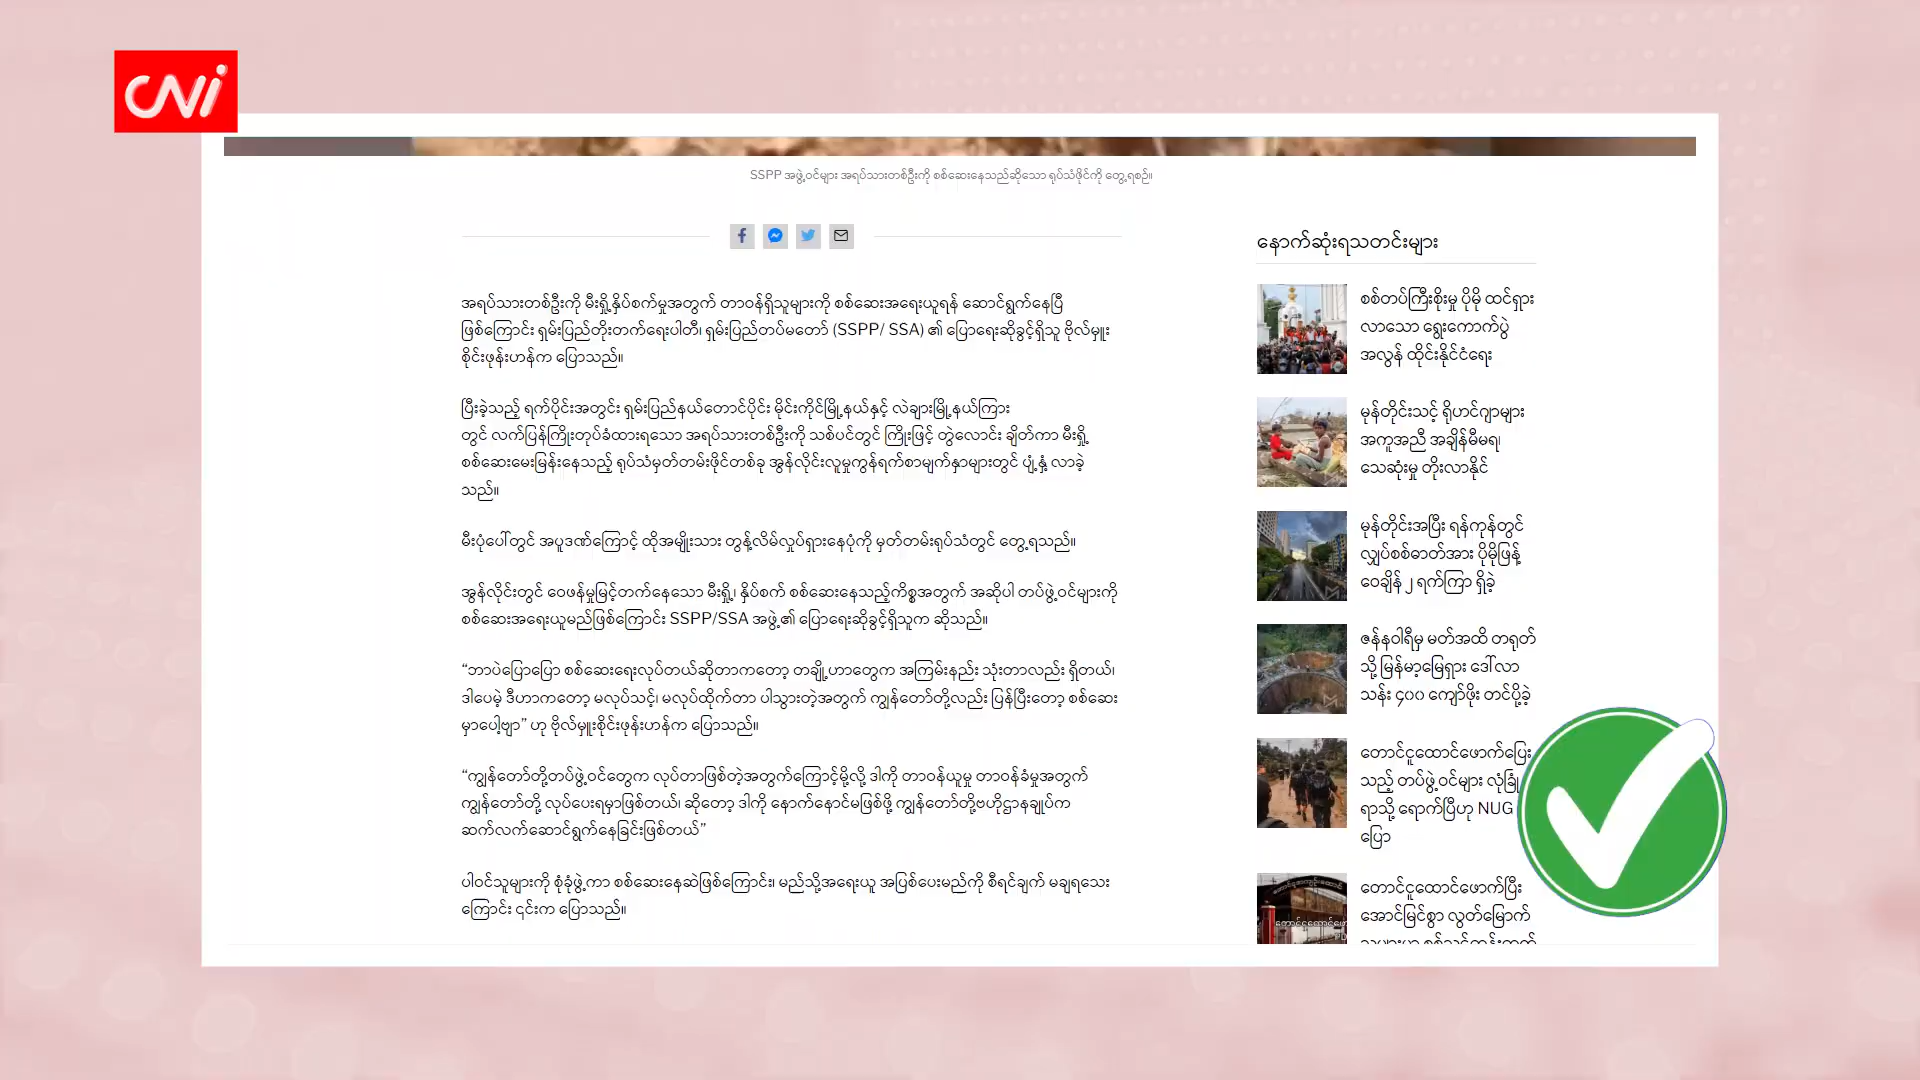 CNI
SSPP အဖွဲ့ဝင်များ အရပ်သားတစ်ဦးကို စစ်ဆေးနေသည်ဆိုသော ရုပ်သံဖိုင်ကို တွေ့ရစဉ်။
အရပ်သားတစ်ဦးကို မီးရှို့နှိပ်စက်မှုအတွက် တာဝန်ရှိသူများကို စစ်ဆေးအရေးယူရန် ဆောင်ရွက်နေပြီ
ဖြစ်ကြောင်း ရှမ်းပြည်တိုးတက်ရေးပါတီ၊ ရှမ်းပြည်တပ်မတော် (SSPP/ SSA) ၏ ပြောရေးဆိုခွင့်ရှိသူ ဗိုလ်မှူး
စိုင်းဖုန်းဟန်က ပြောသည်။
ပြီးခဲ့သည့် ရက်ပိုင်းအတွင်း ရှမ်းပြည်နယ်တောင်ပိုင်း မိုင်းကိုင်မြို့နယ်နှင့် လဲချားမြို့နယ်ကြား
တွင် လက်ပြန်ကြိုးတုပ်ခံထားရသော အရပ်သားတစ်ဦးကို သစ်ပင်တွင် ကြိုးဖြင့် တွဲလောင်း ချိတ်ကာ မီးရှို့
စစ်ဆေးမေးမြန်းနေသည့် ရုပ်သံမှတ်တမ်းဖိုင်တစ်ခု အွန်လိုင်းလူမှုကွန်ရက်စာမျက်နှာများတွင် ပျံ့နှံ့ လာခဲ့
သည်။
မီးပုံပေါ်တွင် အပူဒဏ်ကြောင့် ထိုအမျိုးသား တွန့်လိမ်လှုပ်ရှားနေပုံကို မှတ်တမ်းရုပ်သံတွင် တွေ့ရသည်။
အွန်လိုင်းတွင် ဝေဖန်မှုမြင့်တက်နေသော မီးရှို့၊ နှိပ်စက် စစ်ဆေးနေသည့်ကိစ္စအတွက် အဆိုပါ တပ်ဖွဲ့ဝင်များကို
စစ်ဆေးအရေးယူမည်ဖြစ်ကြောင်း SSPP/SSA အဖွဲ့၏ ပြောရေးဆိုခွင့်ရှိသူက ဆိုသည်။
“ဘာပဲပြောပြော စစ်ဆေးရေးလုပ်တယ်ဆိုတာကတော့ တချို့ဟာတွေက အကြမ်းနည်း သုံးတာလည်း ရှိတယ်၊
ဒါပေမဲ့ ဒီဟာကတော့ မလုပ်သင့်၊ မလုပ်ထိုက်တာ ပါသွားတဲ့အတွက် ကျွန်တော်တို့လည်း ပြန်ပြီးတော့ စစ်ဆေး
မှာပေါ့ဗျာ” ဟု ဗိုလ်မှူးစိုင်းဖုန်းဟန်က ပြောသည်။
“ကျွန်တော်တို့တပ်ဖွဲ့ဝင်တွေက လုပ်တာဖြစ်တဲ့အတွက်ကြောင့်မို့လို့ ဒါကို တာဝန်ယူမှု တာဝန်ခံမှုအတွက်
ကျွန်တော်တို့ လုပ်ပေးရမှာဖြစ်တယ်၊ ဆိုတော့ ဒါကို နောက်နောင်မဖြစ်ဖို့ ကျွန်တော်တို့ဗဟိုဌာနချုပ်က
ဆက်လက်ဆောင်ရွက်နေခြင်းဖြစ်တယ်”
ပါဝင်သူများကို စုံခုံဖွဲ့ကာ စစ်ဆေးနေဆဲဖြစ်ကြောင်း၊ မည်သို့အရေးယူ အပြစ်ပေးမည်ကို စီရင်ချက် မချရသေး
ကြောင်း ၎င်းက ပြောသည်။
နောက်ဆုံးရသတင်းများ
စစ်တပ်ကြီးစိုးမှု ပိုမို ထင်ရှား
လာသော ရွေးကောက်ပွဲ
အလွန် ထိုင်းနိုင်ငံရေး
မုန်တိုင်းသင့် ရိုဟင်ဂျာများ
အကူအညီ အချိန်မီမရ၊
သေဆုံးမှု တိုးလာနိုင်
မုန်တိုင်းအပြီး ရန်ကုန်တွင်
လျှပ်စစ်ဓာတ်အား ပိုမိုဖြန့်
ဝေချိန် ၂ ရက်ကြာ ရှိခဲ့
ဇန်နဝါရီမှ မတ်အထိ တရုတ်
သို့ မြန်မာ့မြေရှား ဒေါ်လာ
သန်း ၄၀၀ ကျော်ဖိုး တင်ပို့ခဲ့
တောင်ငူထောင်ဖောက်ပြေး
သည့် တပ်ဖွဲ့ဝင်များ လုံခြုံ
ရာသို့ ရောက်ပြီဟု NUG
ပြော
တောင်ငူထောင်ဖောက်ပြီး
အောင်မြင်စွာ လွတ်မြောက်